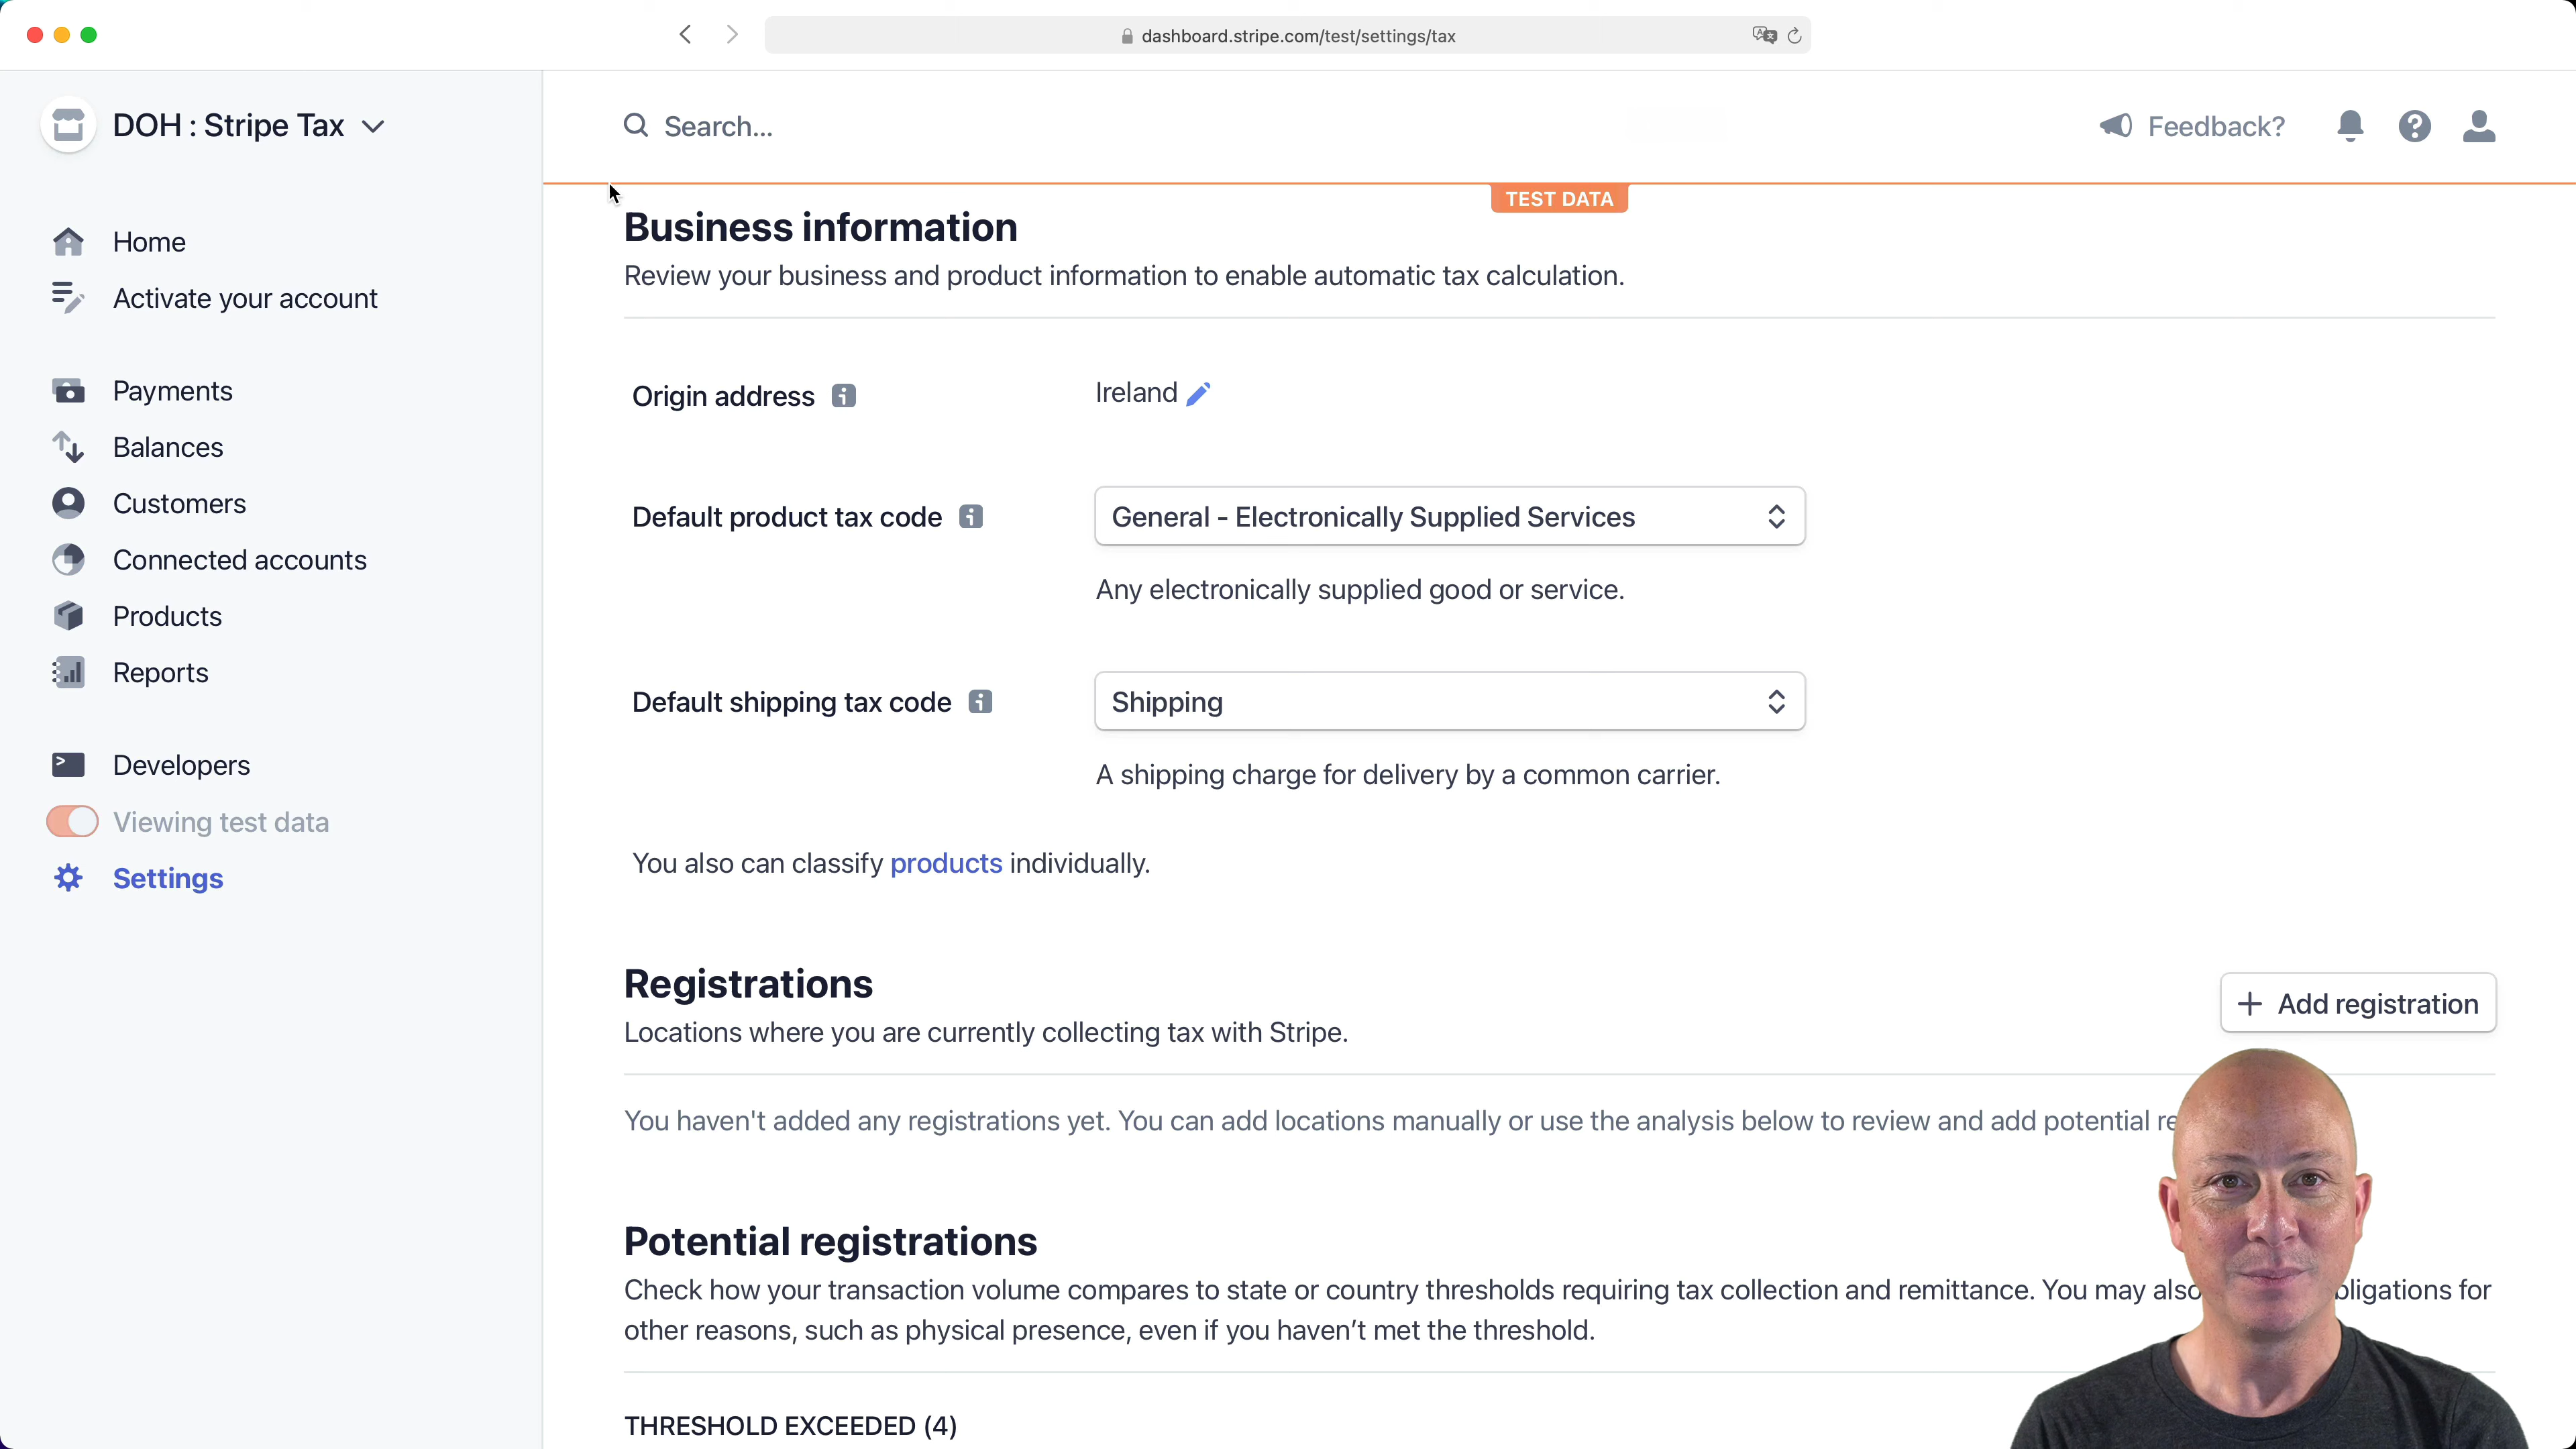 dashboard.stripe.com/test/settings/tax
DOH : Stripe Tax
Search...
Feedback?
TEST DATA
Home
Activate your account
Payments
Balances
Customers
Connected accounts
Products
Reports
Developers
Viewing test data
Settings
Business information
Review your business and product information to enable automatic tax calculation.
Origin address
Ireland
Default product tax code
General - Electronically Supplied Services
Any electronically supplied good or service.
Default shipping tax code
Shipping
A shipping charge for delivery by a common carrier.
You also can classify products individually.
Registrations
Add registration
Locations where you are currently collecting tax with Stripe.
You haven't added any registrations yet. You can add locations manually or use the analysis below to review and add potential
Potential registrations
Check how your transaction volume compares to state or country thresholds requiring tax collection and remittance. You may also for
other reasons, such as physical presence, even if you haven't met the threshold.
THRESHOLD EXCEEDED (4)